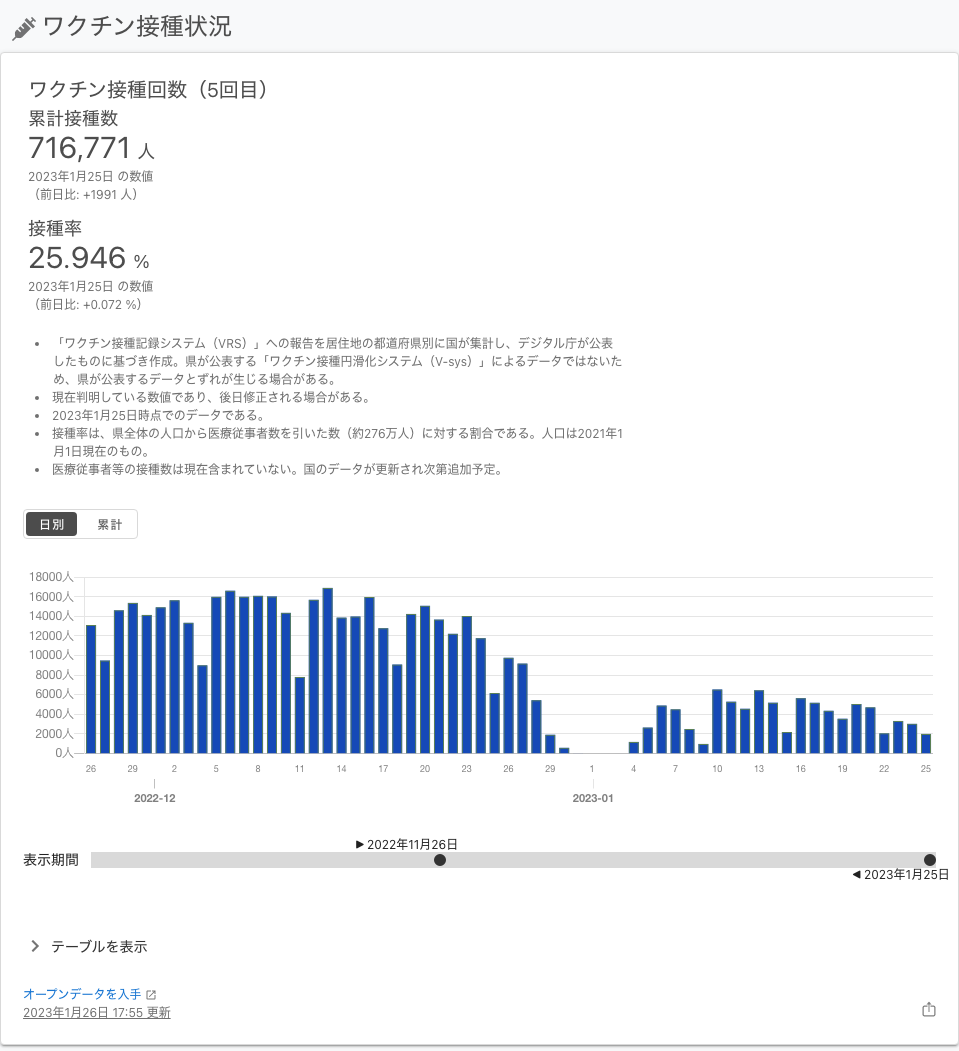 ワクチン接種状況
ワクチン接種回数（5回目）
累計接種数
716,771 人
2023年1月25日 の数値
（前日比: +1991 人）
接種率
25.946 %
2023年1月25日 の数値
（前日比: +0.072 %）
• 「ワクチン接種記録システム（VRS）」への報告を居住地の都道府県別に国が集計し、デジタル庁が公表
したものに基づき作成。県が公表する「ワクチン接種円滑化システム（V-sys）」によるデータではないた
め、県が公表するデータとずれが生じる場合がある。
• 現在判明している数値であり、後日修正される場合がある。
• 2023年1月25日時点でのデータである。
• 接種率は、県全体の人口から医療従事者数を引いた数（約276万人）に対する割合である。人口は2021年1
月1日現在のもの。
• 医療従事者等の接種数は現在含まれていない。国のデータが更新され次第追加予定。
日別 累計
18000人
16000人
14000人
12000人
10000人
8000人
6000人
4000人
2000人
0人
26 29 2 5 8 11 14 17 20 23 26 29 1 4 7 10 13 16 19 22 25
2022-12 2023-01
▶ 2022年11月26日
表示期間
◀ 2023年1月25日
テーブルを表示
オープンデータを入手
2023年1月26日 17:55 更新